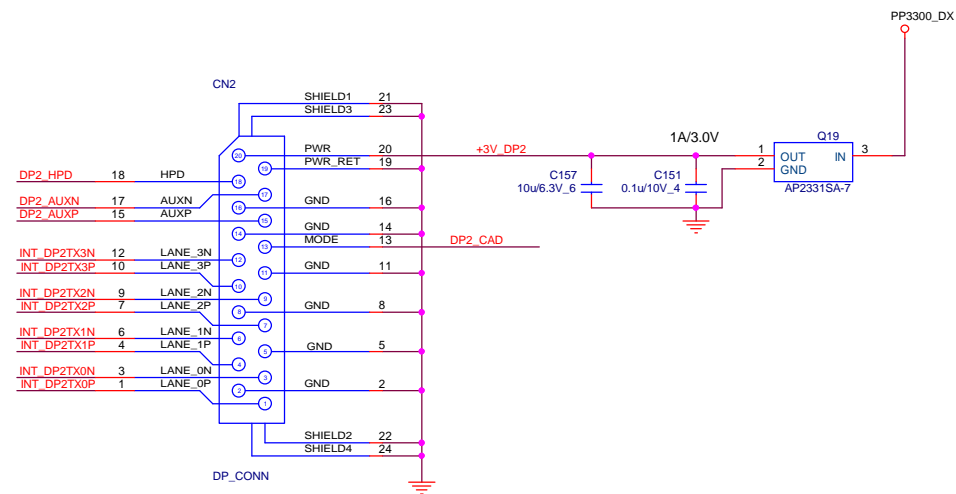 PP3300_DX
CN2
SHIELD1 21
SHIELD3 23
1A/3.0V
Q19
20 PWR 20 +3V_DP2
1 OUT IN 3
2 GND
AP2331SA-7
19 PWR_RET 19
C157
10u/6.3V_6
C151
0.1u/10V_4
DP2_HPD 18 HPD 18
DP2_AUXN 17 AUXN 17
16 GND 16
DP2_AUXP 15 AUXP 15
14 GND 14
13 MODE 13 DP2_CAD
INT_DP2TX3N 12 LANE_3N 12
INT_DP2TX3P 10 LANE_3P 10
11 GND 11
INT_DP2TX2N 9 LANE_2N 9
INT_DP2TX2P 7 LANE_2P 7
8 GND 8
INT_DP2TX1N 6 LANE_1N 6
INT_DP2TX1P 4 LANE_1P 4
5 GND 5
INT_DP2TX0N 3 LANE_0N 3
INT_DP2TX0P 1 LANE_0P 1
2 GND 2
SHIELD2 22
SHIELD4 24
DP_CONN